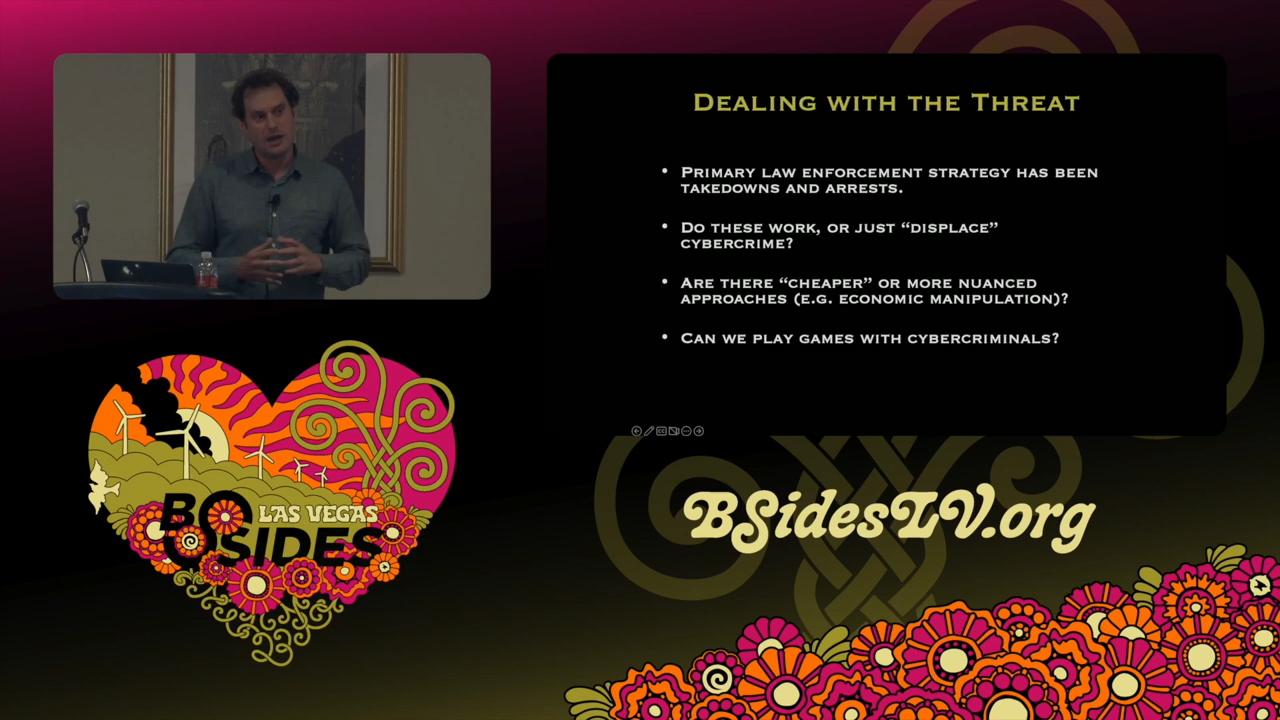 Dealing with the Threat
• Primary law enforcement strategy has been
takedowns and arrests.
• Do these work, or just “displace”
cybercrime?
• Are there “cheaper” or more nuanced
approaches (e.g. economic manipulation)?
• Can we play games with cybercriminals?
LAS VEGAS
BSIDES
BSidesLV.org